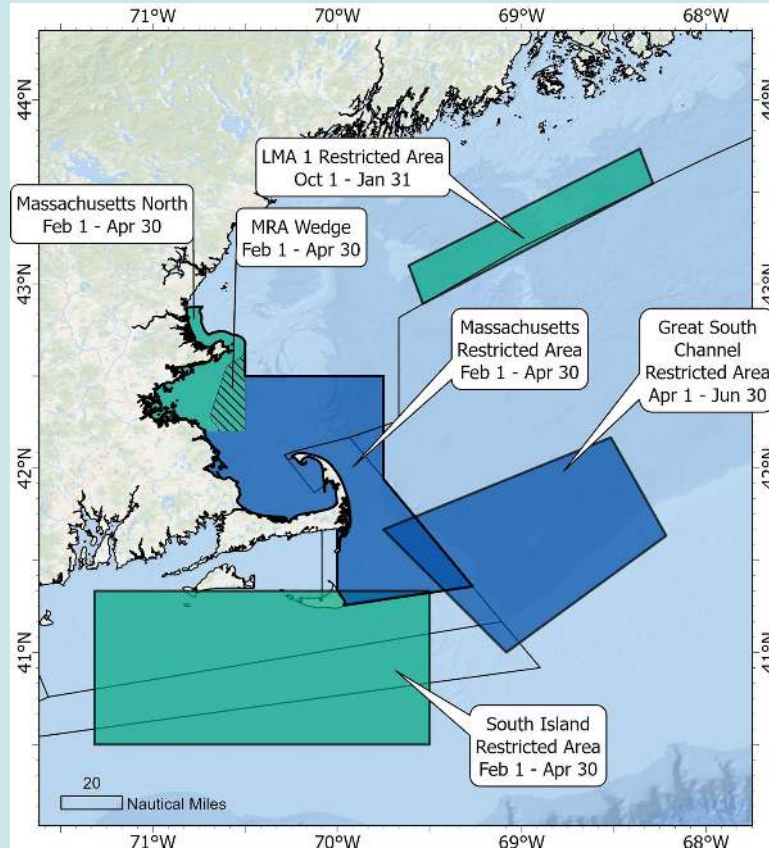 71°W
70°W
69°W
68°W
44°N
44°N
LMA 1 Restricted Area
Oct 1 - Jan 31
Massachusetts North
Feb 1 - Apr 30
MRA Wedge
Feb 1 - Apr 30
43°N
43°N
Massachusetts
Restricted Area
Feb 1 - Apr 30
Great South
Channel
Restricted Area
Apr 1 - Jun 30
42°N
42°N
41°N
41°N
South Island
Restricted Area
Feb 1 - Apr 30
20
Nautical Miles
71°W
70°W
69°W
68°W